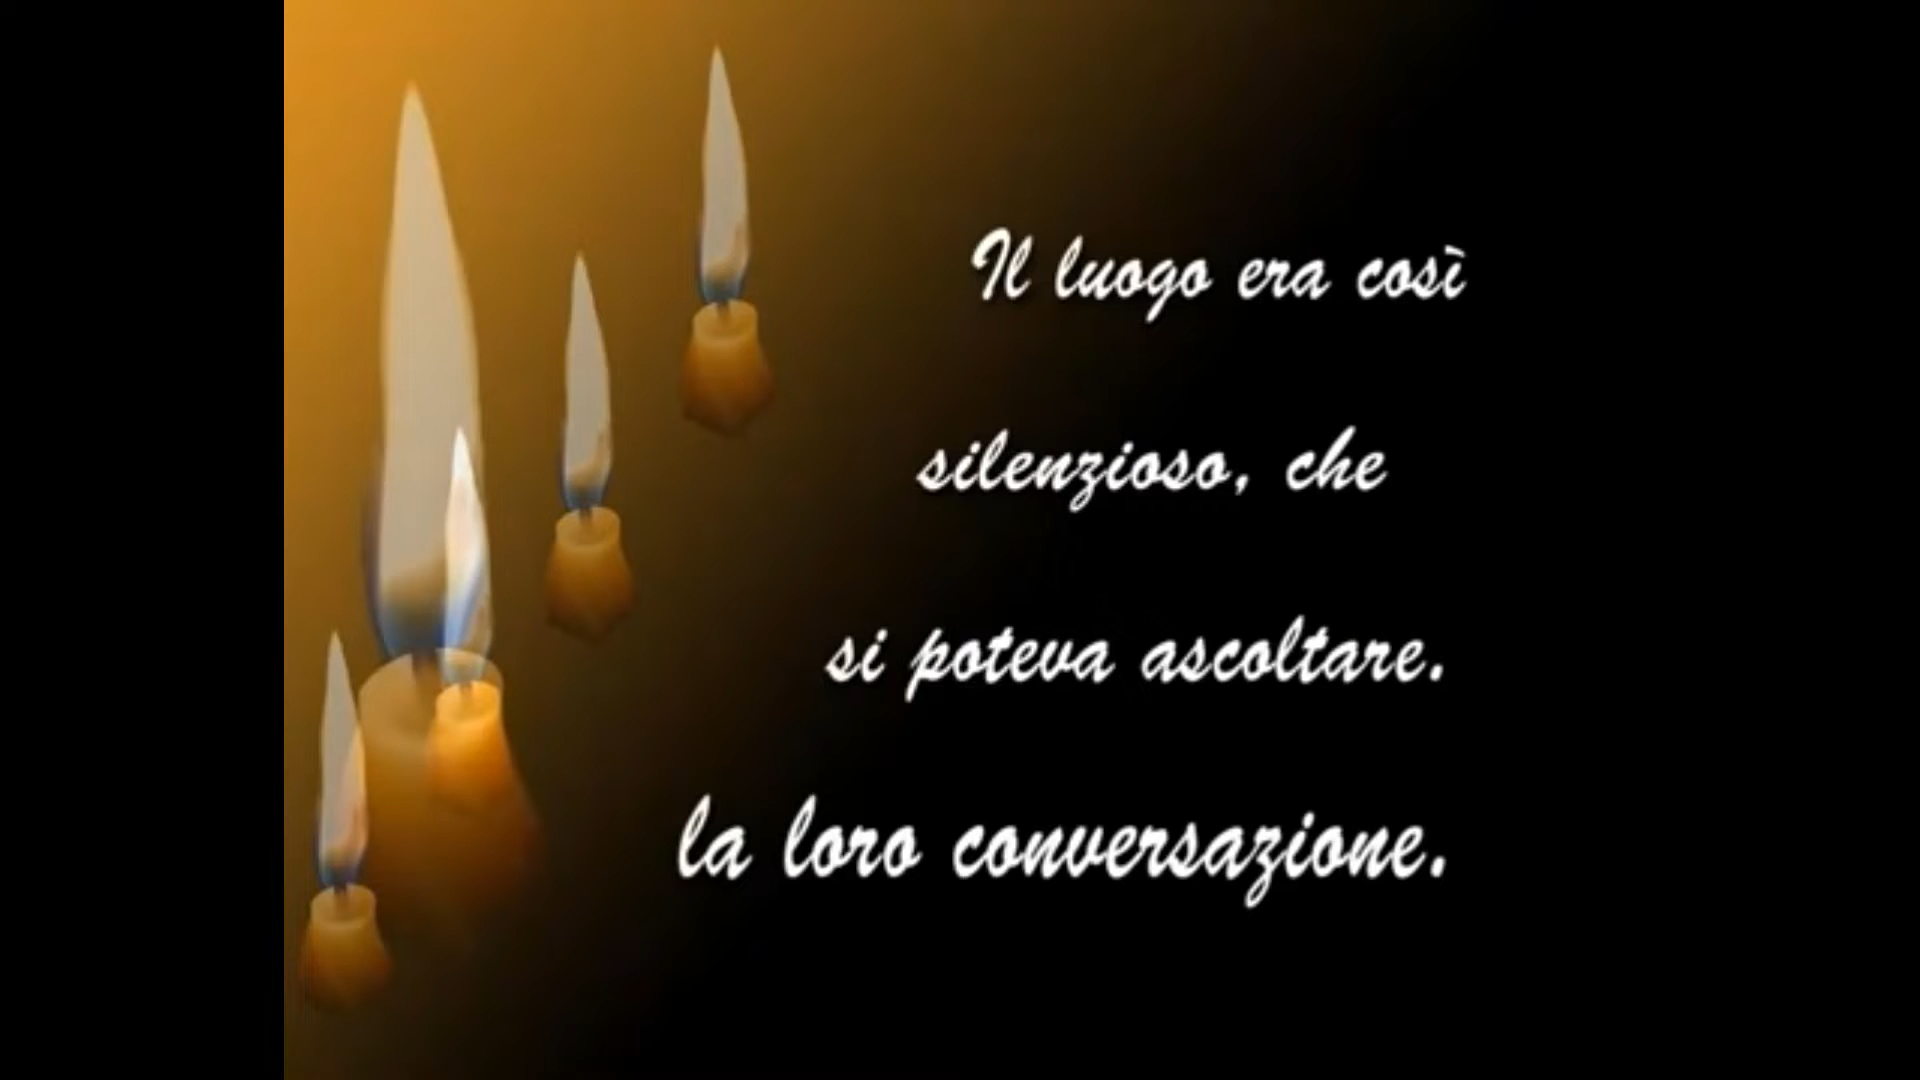 Il luogo era così
silenzioso, che
si poteva ascoltare.
la loro conversazione.